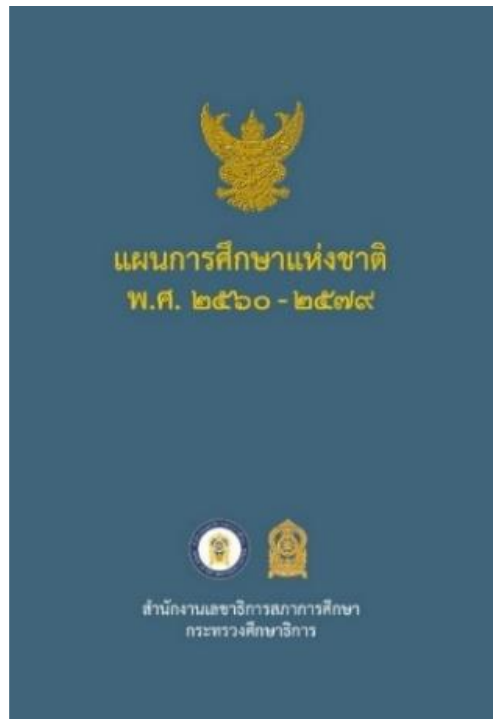 แผนการศึกษาแห่งชาติ
พ.ศ. ๒๕๖๐ - ๒๕๗๙
สำนักงานเลขาธิการสภาการศึกษา
กระทรวงศึกษาธิการ